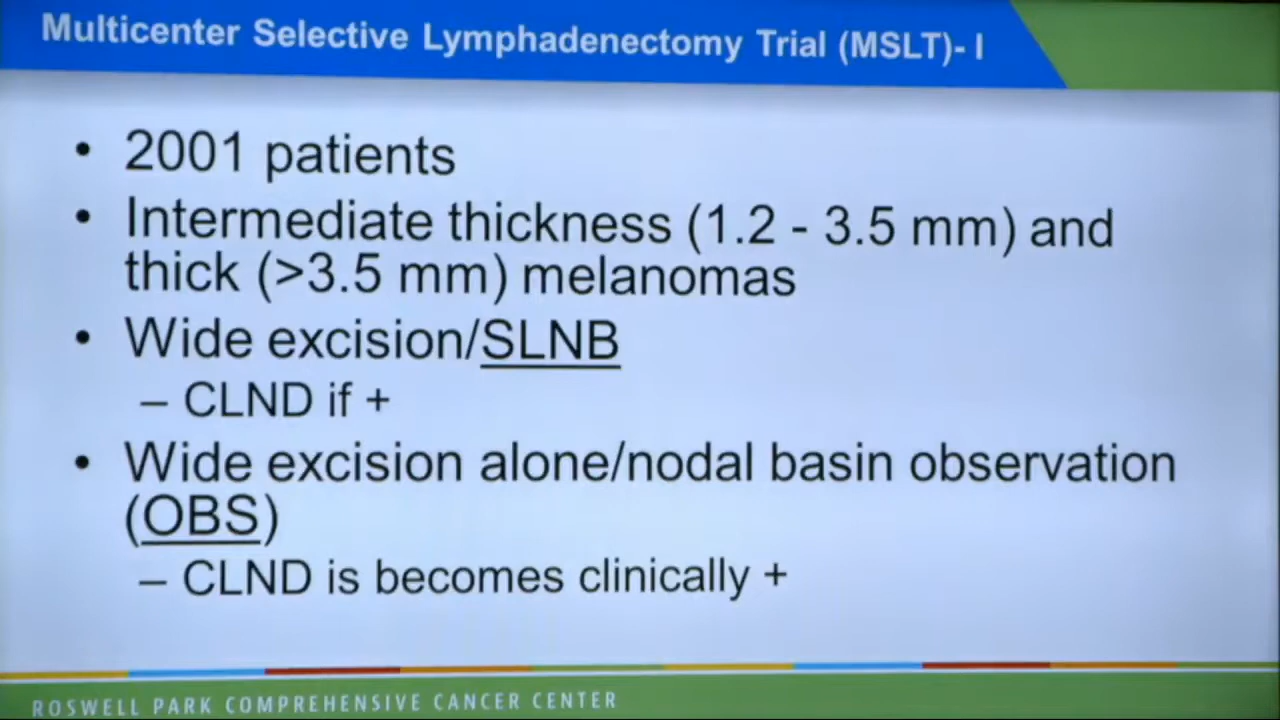 Multicenter Selective Lymphadenectomy Trial (MSLT)- I
• 2001 patients
• Intermediate thickness (1.2 - 3.5 mm) and
thick (>3.5 mm) melanomas
• Wide excision/SLNB
– CLND if +
• Wide excision alone/nodal basin observation
(OBS)
– CLND is becomes clinically +
ROSWELL PARK COMPREHENSIVE CANCER CENTER